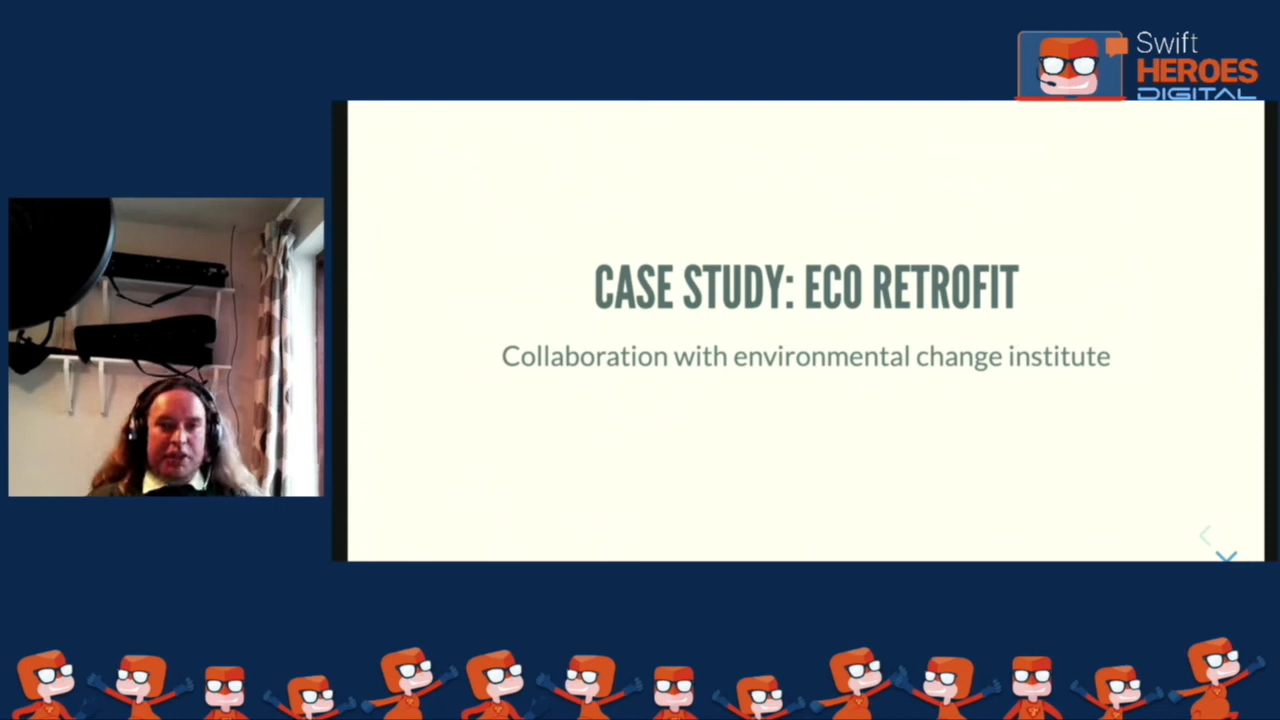 Swift
HEROES
DIGITAL
CASE STUDY: ECO RETROFIT
Collaboration with environmental change institute